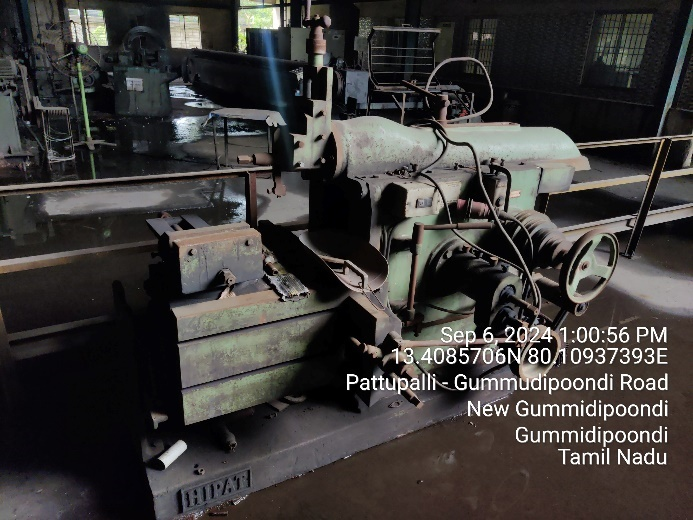 Sep 6, 2024 1:00:56 PM
13.4085706N 80.10937393E
Pattupalli - Gummudipoondi Road
New Gummidipoondi
Gummidipoondi
Tamil Nadu
HIPAT